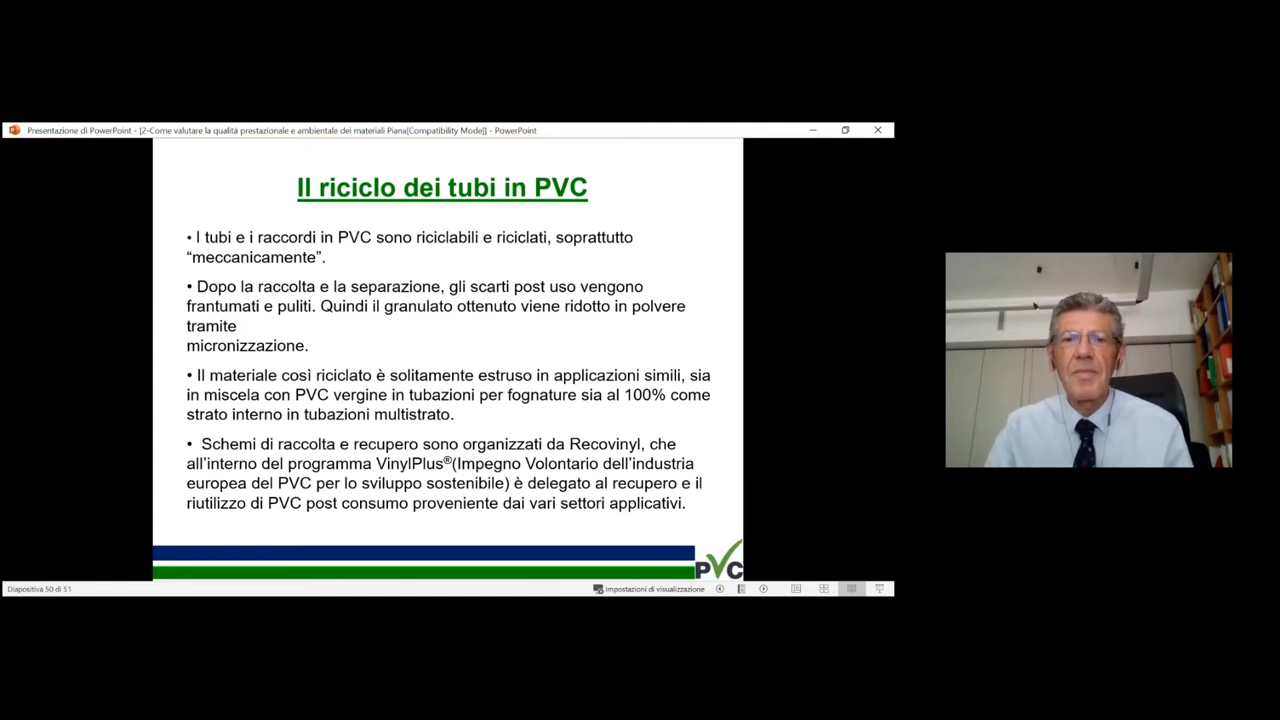 Presentazione di PowerPoint - [2-Come valutare la qualità prestazionale e ambientale dei materiali Piana[Compatibility Mode]] - PowerPoint
Il riciclo dei tubi in PVC
• I tubi e i raccordi in PVC sono riciclabili e riciclati, soprattutto
“meccanicamente”.
• Dopo la raccolta e la separazione, gli scarti post uso vengono
frantumati e puliti. Quindi il granulato ottenuto viene ridotto in polvere
tramite
micronizzazione.
• Il materiale così riciclato è solitamente estruso in applicazioni simili, sia
in miscela con PVC vergine in tubazioni per fognature sia al 100% come
strato interno in tubazioni multistrato.
• Schemi di raccolta e recupero sono organizzati da Recovinyl, che
all’interno del programma VinylPlus®(Impegno Volontario dell’industria
europea del PVC per lo sviluppo sostenibile) è delegato al recupero e il
riutilizzo di PVC post consumo proveniente dai vari settori applicativi.
PVC
Diapositiva 50 di 51
Impostazioni di visualizzazione